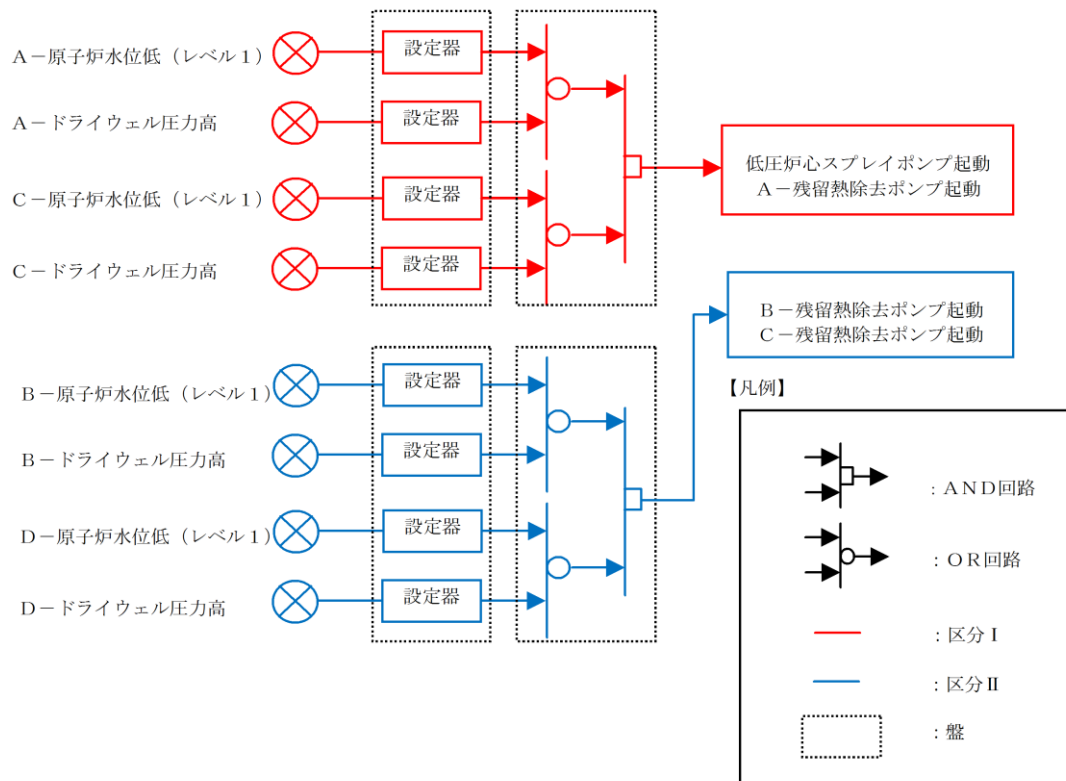 A－原子炉水位低（レベル１）
設定器
A－ドライウェル圧力高
設定器
C－原子炉水位低（レベル１）
設定器
C－ドライウェル圧力高
設定器
低圧炉心スプレイポンプ起動
A－残留熱除去ポンプ起動
B－残留熱除去ポンプ起動
C－残留熱除去ポンプ起動
B－原子炉水位低（レベル１）
設定器
B－ドライウェル圧力高
設定器
D－原子炉水位低（レベル１）
設定器
D－ドライウェル圧力高
設定器
【凡例】
：AND回路
：OR回路
：区分Ⅰ
：区分Ⅱ
：盤